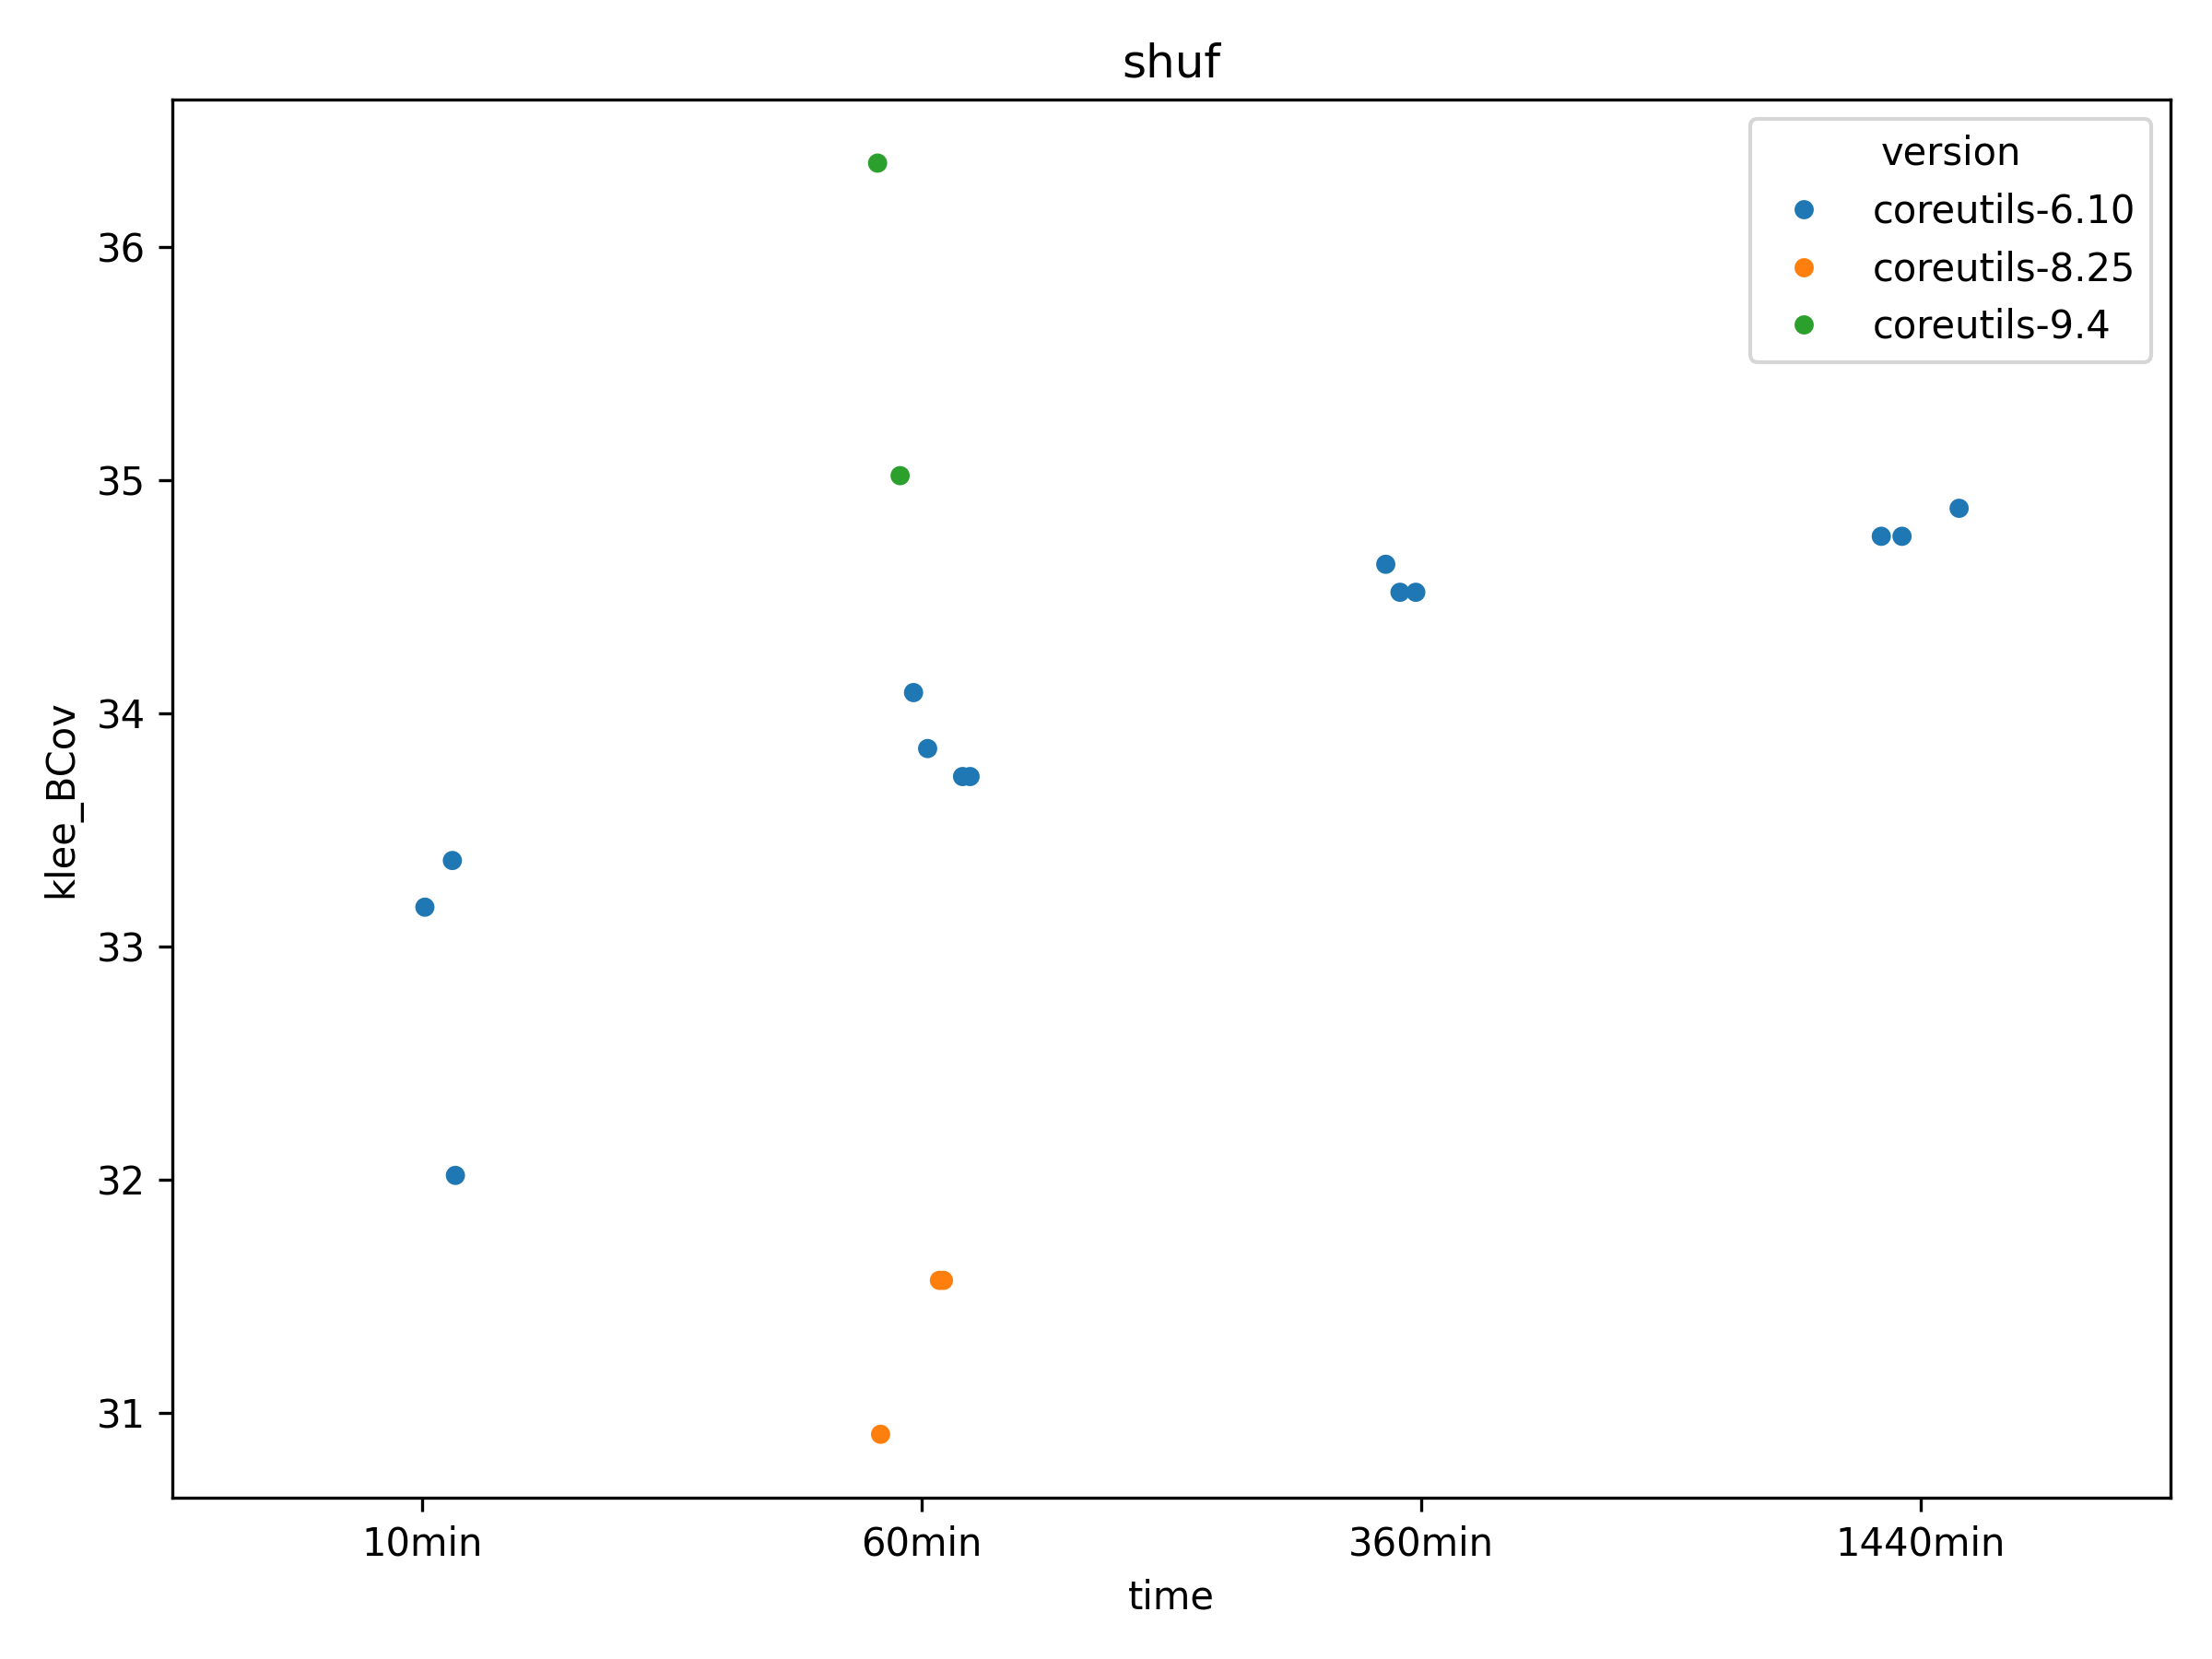 shuf
version
coreutils-6.10
coreutils-8.25
coreutils-9.4
36
35
34
33
32
31
klee_BCov
10min 60min 360min 1440min
time